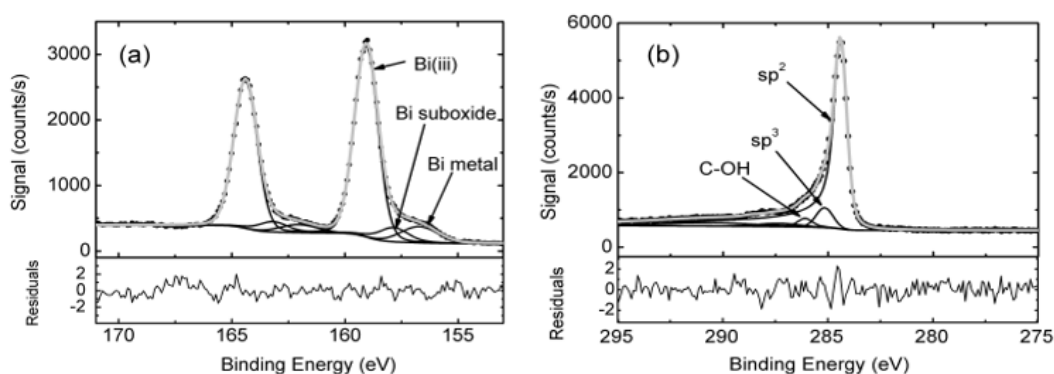 (a)
Signal (counts/s)
3000
2000
1000
0
Bi(iii)
Bi suboxide
Bi metal
Residuals
2
0
-2
170
165
160
155
Binding Energy (eV)
(b)
Signal (counts/s)
6000
4000
2000
0
sp²
sp³
C-OH
Residuals
2
0
-2
295
290
285
280
275
Binding Energy (eV)